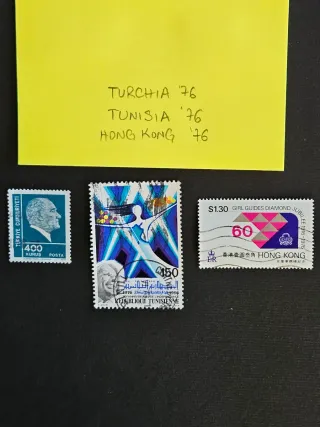 TURCHIA '76
TUNISIA '76
HONG KONG '76
TÜRKİYE CUMHURİYETİ
400
KURUŞ POSTA
150
REPUBLIQUE TUNISIENNE
$1.30 GIRL GUIDES DIAMOND JUBILEE
60
HONG KONG